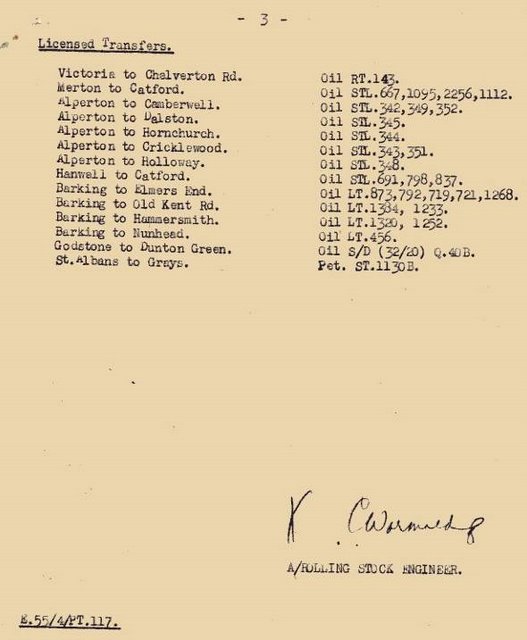 - 3 -
Licensed Transfers.
Victoria to Chelverton Rd. Oil RT.143.
Merton to Catford. Oil STL.667,1095,2256,1112.
Alperton to Camberwell. Oil STL.342,349,352.
Alperton to Dalston. Oil STL.345.
Alperton to Hornchurch. Oil STL.344.
Alperton to Cricklewood. Oil STL.343,351.
Alperton to Holloway. Oil STL.348.
Hanwell to Catford. Oil STL.691,798,837.
Barking to Elmers End. Oil LT.873,792,719,721,1268.
Barking to Old Kent Rd. Oil LT.1384, 1233.
Barking to Hammersmith. Oil LT.1320, 1252.
Barking to Nunhead. Oil LT.456.
Godstone to Dunton Green. Oil S/D (32/20) Q.40B.
St.Albans to Grays. Pet. ST.1130B.
A/ROLLING STOCK ENGINEER.
E.55/4/PT.117.